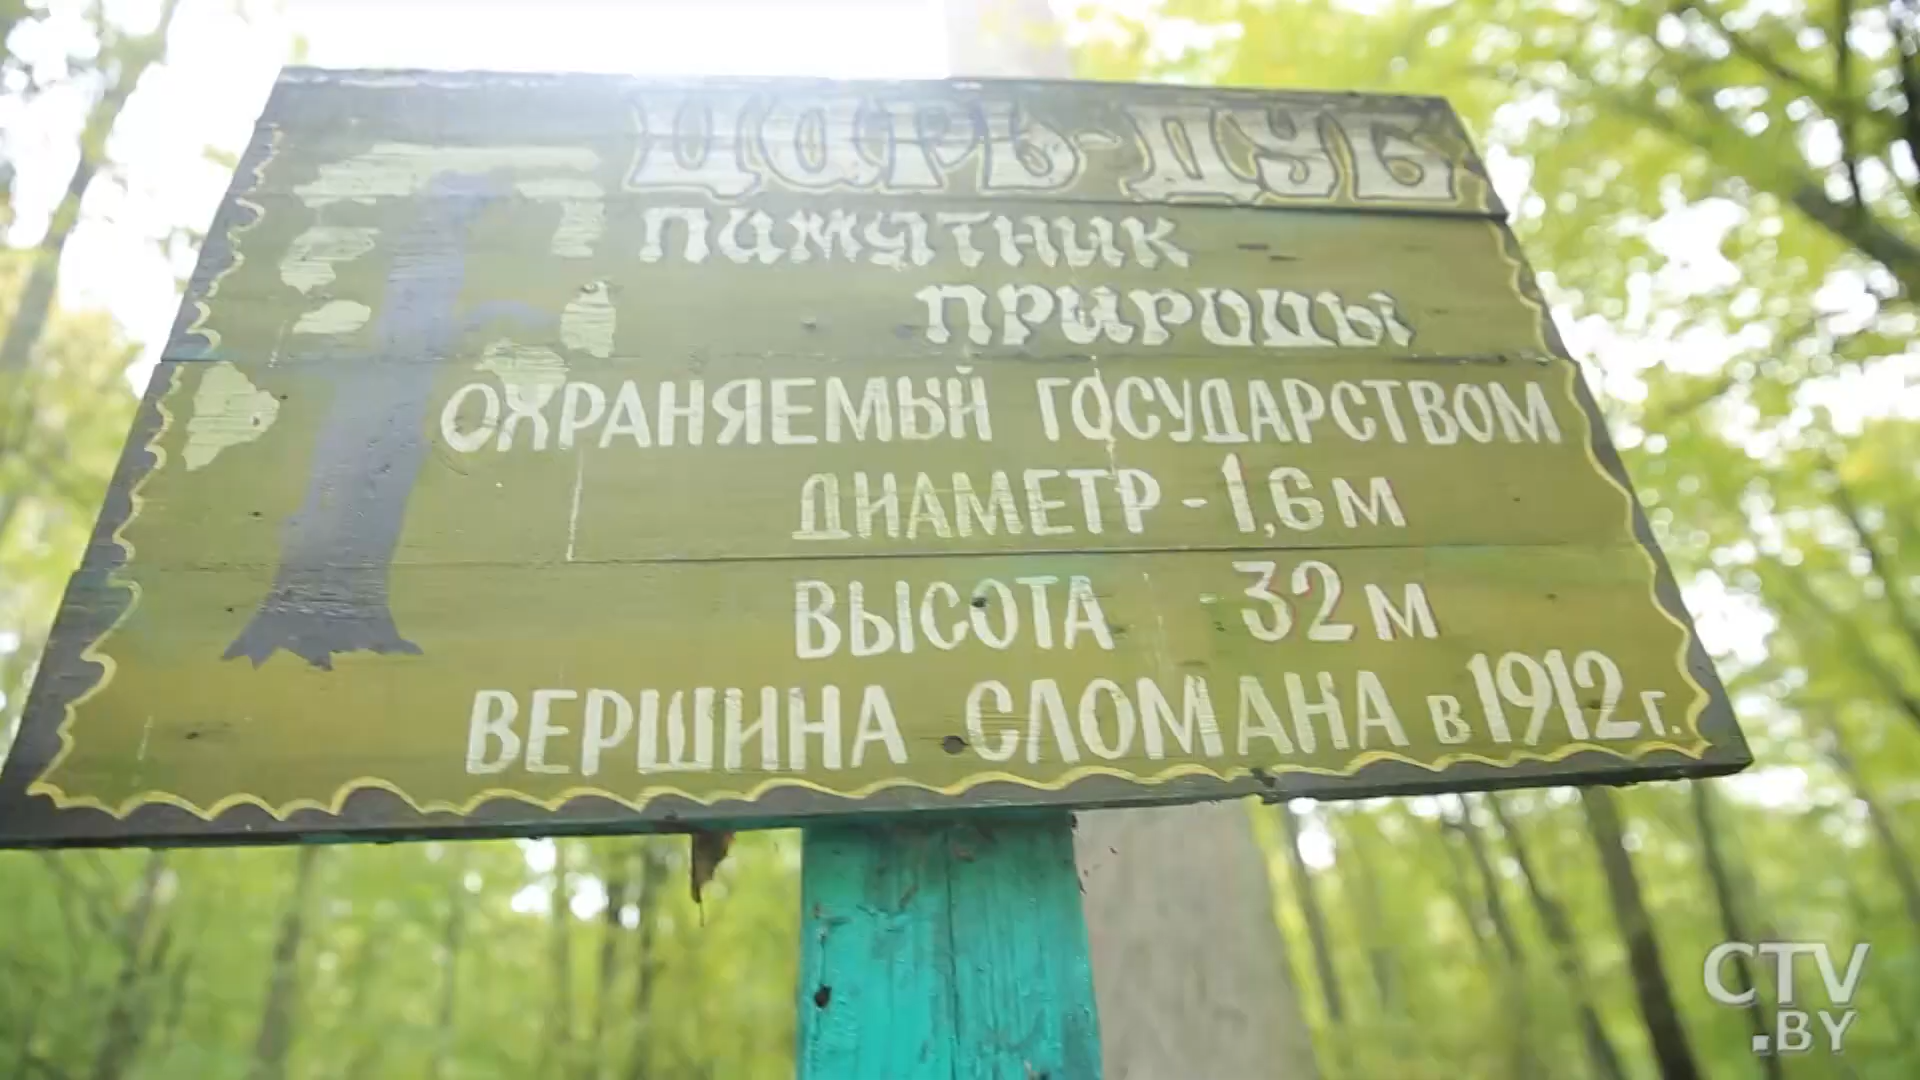 ЦАРЬ-ДУБ
ПАМЯТНИК
ПРИРОДЫ
ОХРАНЯЕМЫЙ ГОСУДАРСТВОМ
ДИАМЕТР - 1,6 м
ВЫСОТА 32 м
ВЕРШИНА СЛОМАНА в 1912 г.
CTV
.BY